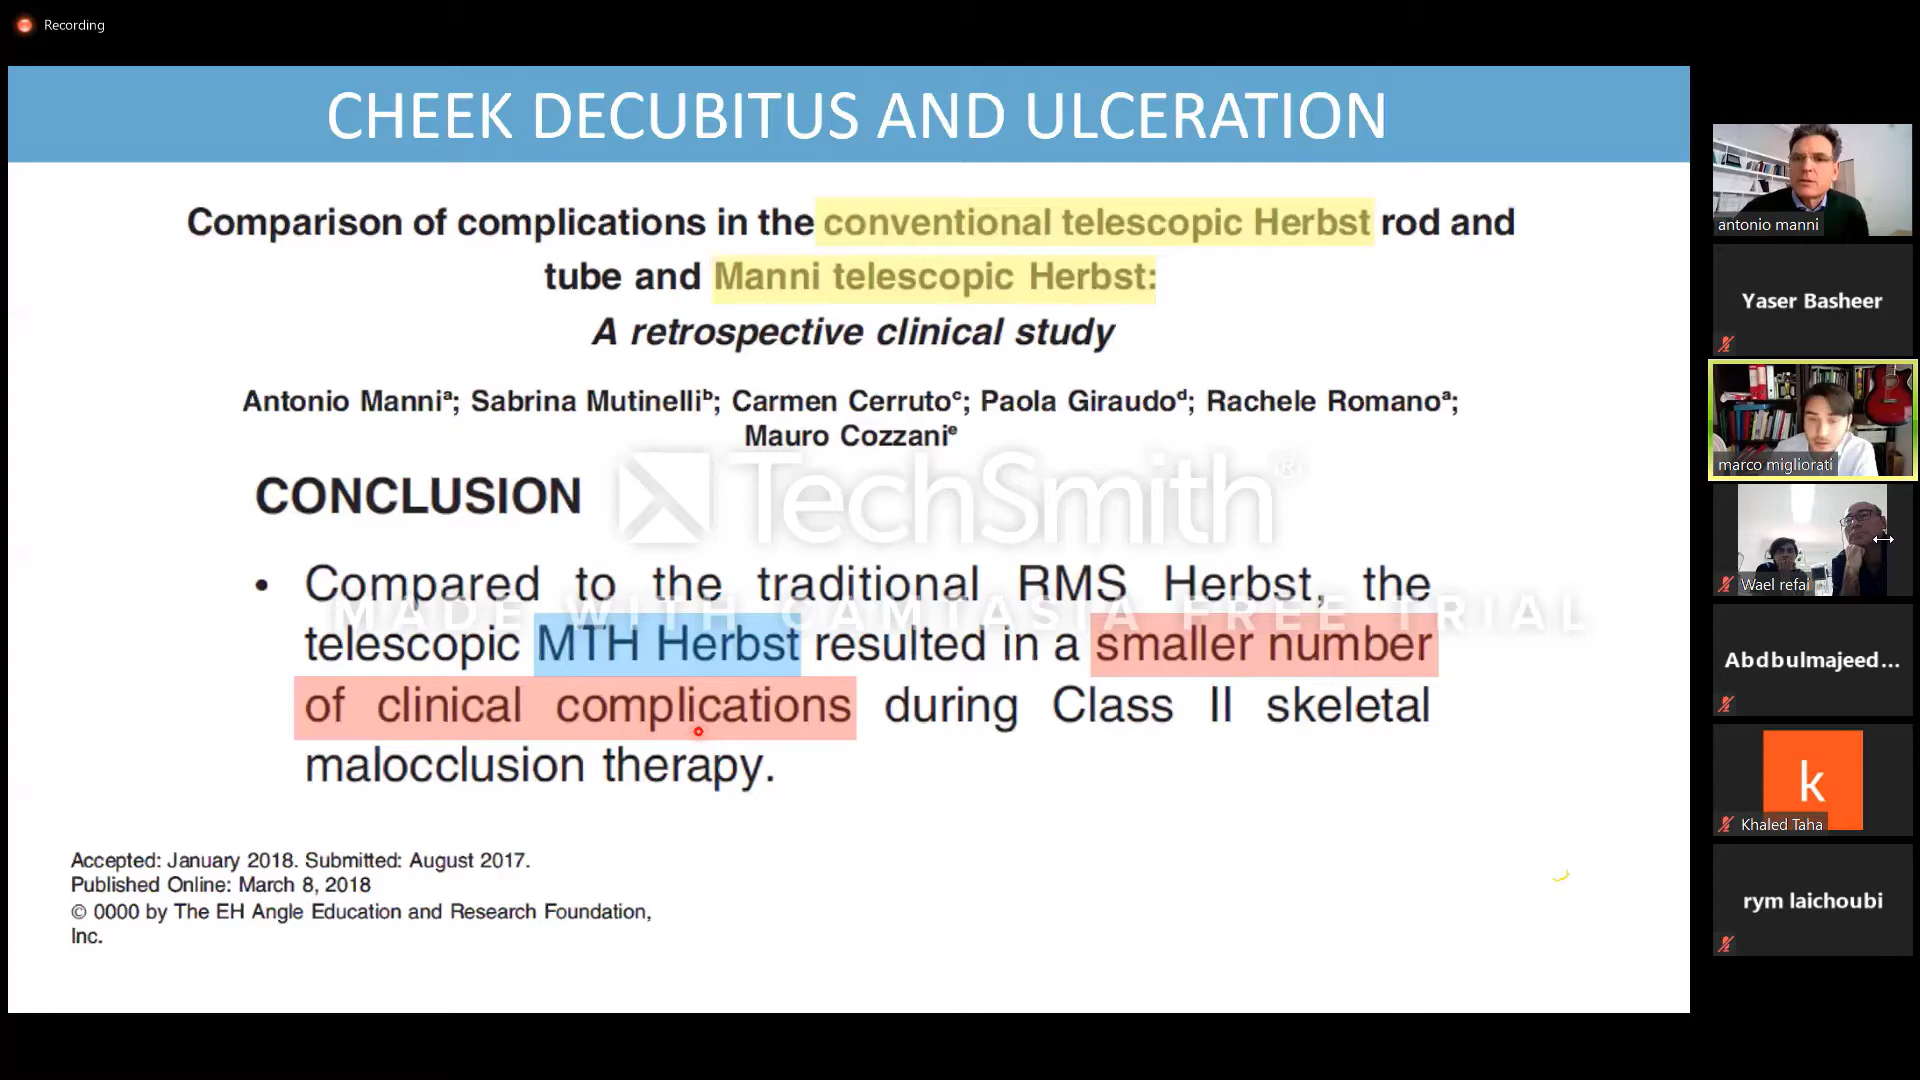 Recording
CHEEK DECUBITUS AND ULCERATION
Comparison of complications in the conventional telescopic Herbst rod and
tube and Manni telescopic Herbst:
A retrospective clinical study
Antonio Manniᵃ; Sabrina Mutinelliᵇ; Carmen Cerrutoᶜ; Paola Giraudoᵈ; Rachele Romanoᵃ;
Mauro Cozzaniᵉ
TechSmith®
CONCLUSION
MADE WITH CAMTASIA FREE TRIAL
• Compared to the traditional RMS Herbst, the
telescopic MTH Herbst resulted in a smaller number
of clinical complications during Class II skeletal
malocclusion therapy.
Accepted: January 2018. Submitted: August 2017.
Published Online: March 8, 2018
© 0000 by The EH Angle Education and Research Foundation,
Inc.
antonio manni
Yaser Basheer
marco migliorati
Wael refai
Abdbulmajeed...
k
Khaled Taha
rym laichoubi